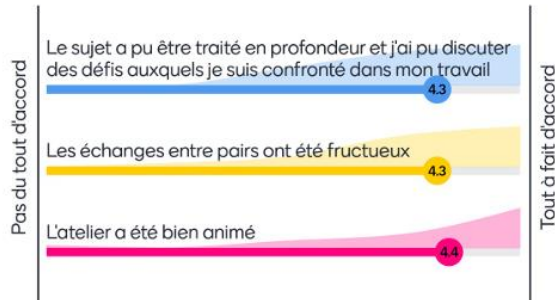 Pas du tout d'accord
Le sujet a pu être traité en profondeur et j'ai pu discuter
des défis auxquels je suis confronté dans mon travail
4.3
Les échanges entre pairs ont été fructueux
4.3
L'atelier a été bien animé
4.4
Tout à fait d'accord